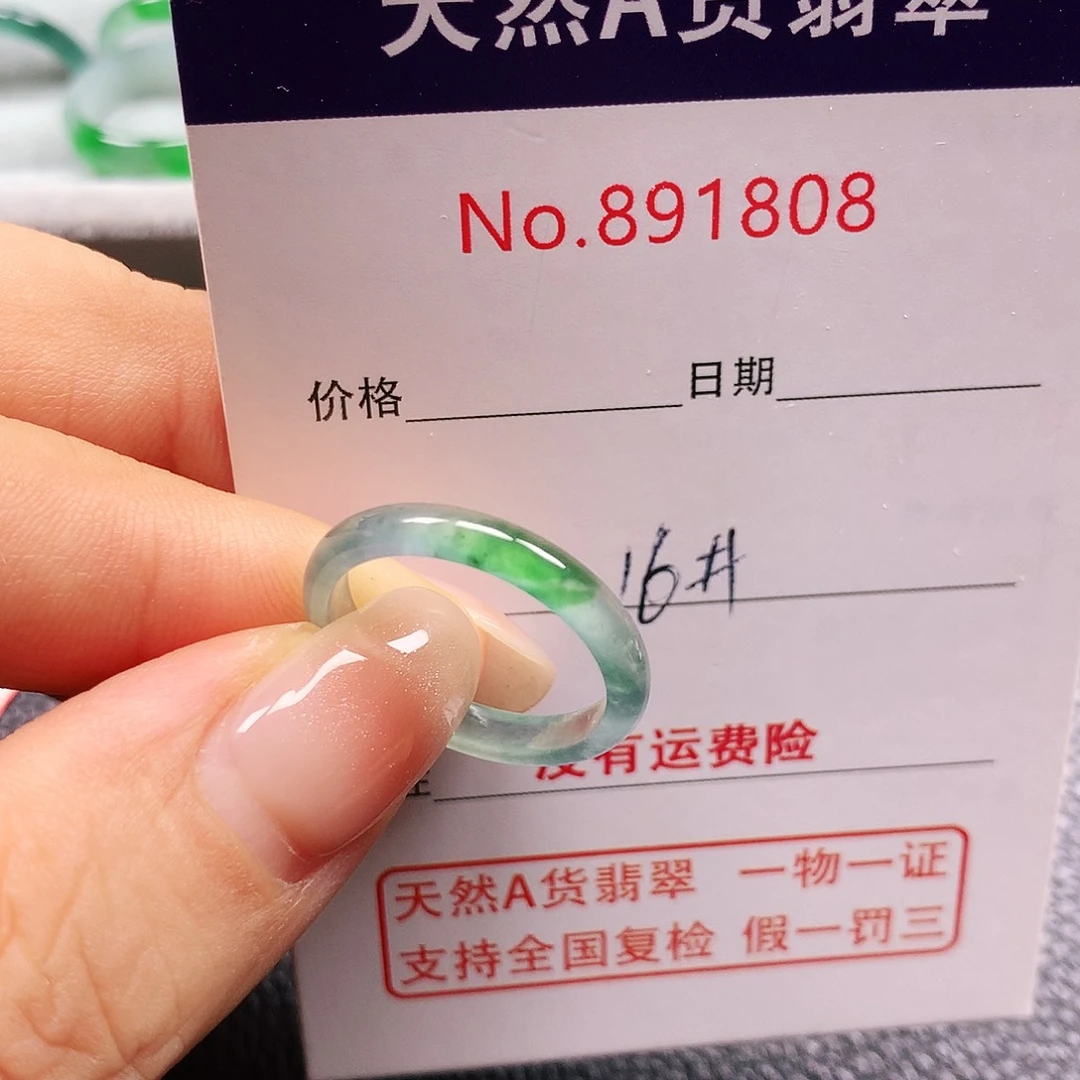 天然A货翡翠
No.891808
价格 日期
16#
没有运费险
天然A货翡翠 一物一证
支持全国复检 假一罚三